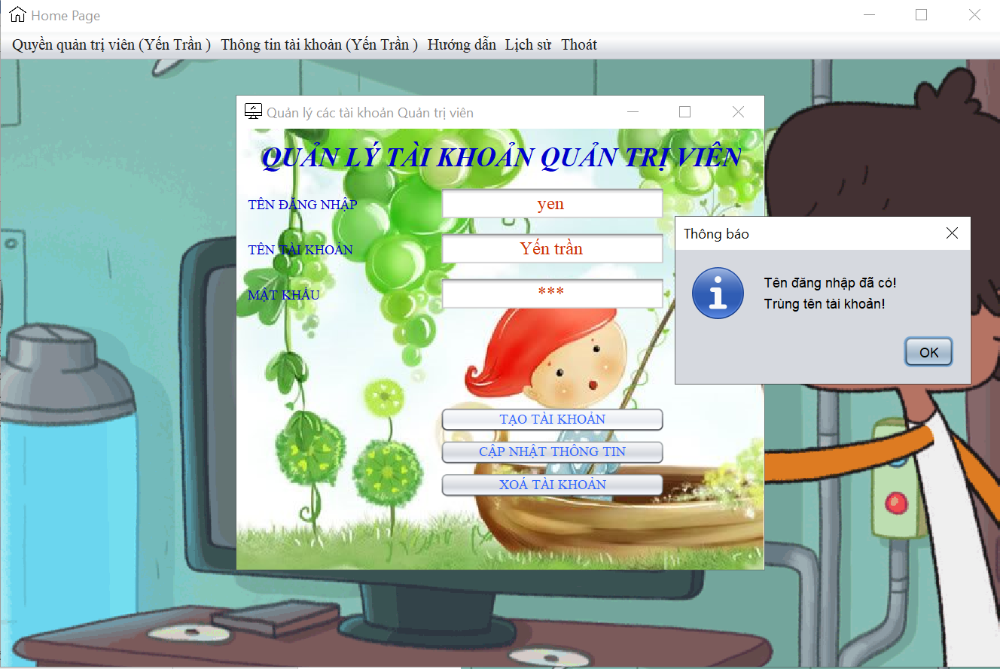 Home Page
Quyền quản trị viên (Yến Trần ) Thông tin tài khoản (Yến Trần ) Hướng dẫn Lịch sử Thoát
Quản lý các tài khoản Quản trị viên
QUẢN LÝ TÀI KHOẢN QUẢN TRỊ VIÊN
TÊN ĐĂNG NHẬP yen
TÊN TÀI KHOẢN Yến trần
MẬT KHẨU ***
Thông báo
Tên đăng nhập đã có!
Trùng tên tài khoản!
OK
TẠO TÀI KHOẢN
CẬP NHẬT THÔNG TIN
XOÁ TÀI KHOẢN